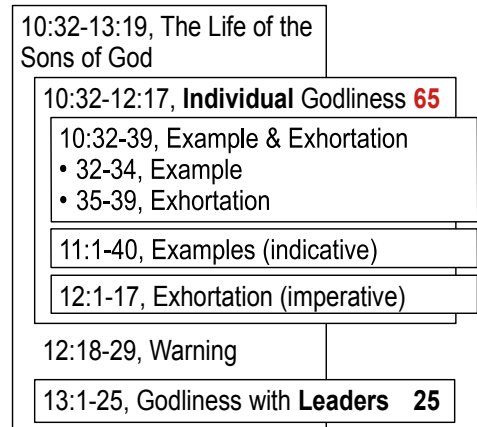 10:32-13:19, The Life of the
Sons of God
10:32-12:17, Individual Godliness 65
10:32-39, Example & Exhortation
• 32-34, Example
• 35-39, Exhortation
11:1-40, Examples (indicative)
12:1-17, Exhortation (imperative)
12:18-29, Warning
13:1-25, Godliness with Leaders 25